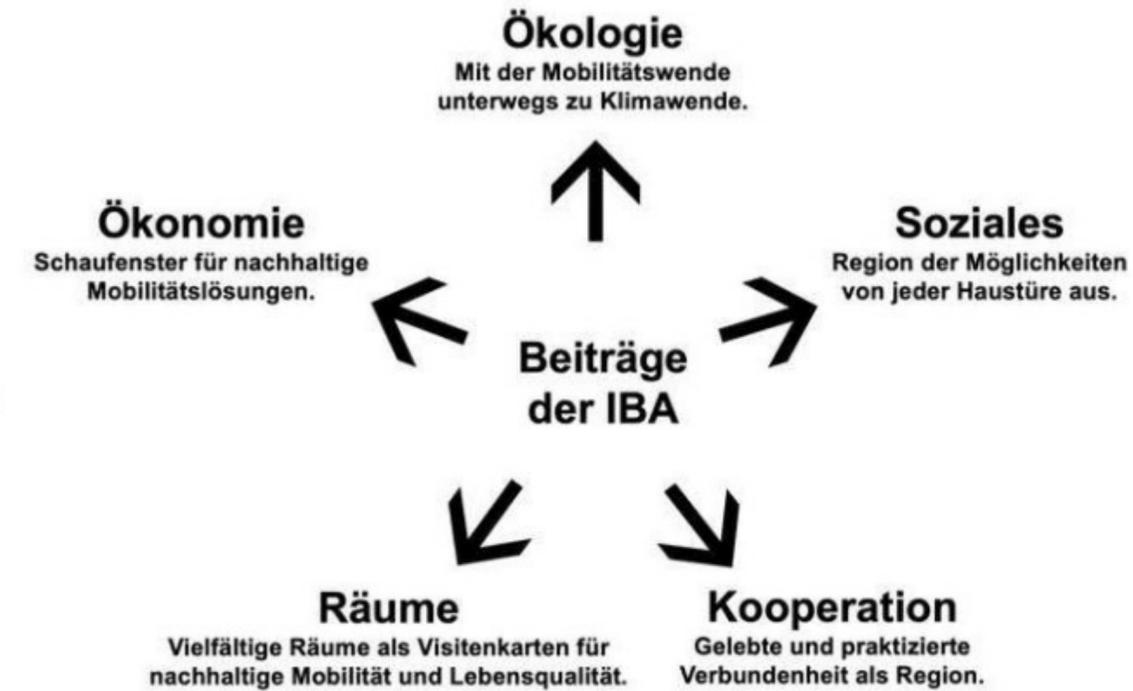 Ökologie
Mit der Mobilitätswende
unterwegs zu Klimawende.
Ökonomie
Schaufenster für nachhaltige
Mobilitätslösungen.
Soziales
Region der Möglichkeiten
von jeder Haustüre aus.
Beiträge
der IBA
Räume
Vielfältige Räume als Visitenkarten für
nachhaltige Mobilität und Lebensqualität.
Kooperation
Gelebte und praktizierte
Verbundenheit als Region.